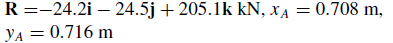 R =−24.2i − 24.5j + 205.1k kN, x_A = 0.708 m,
y_A = 0.716 m